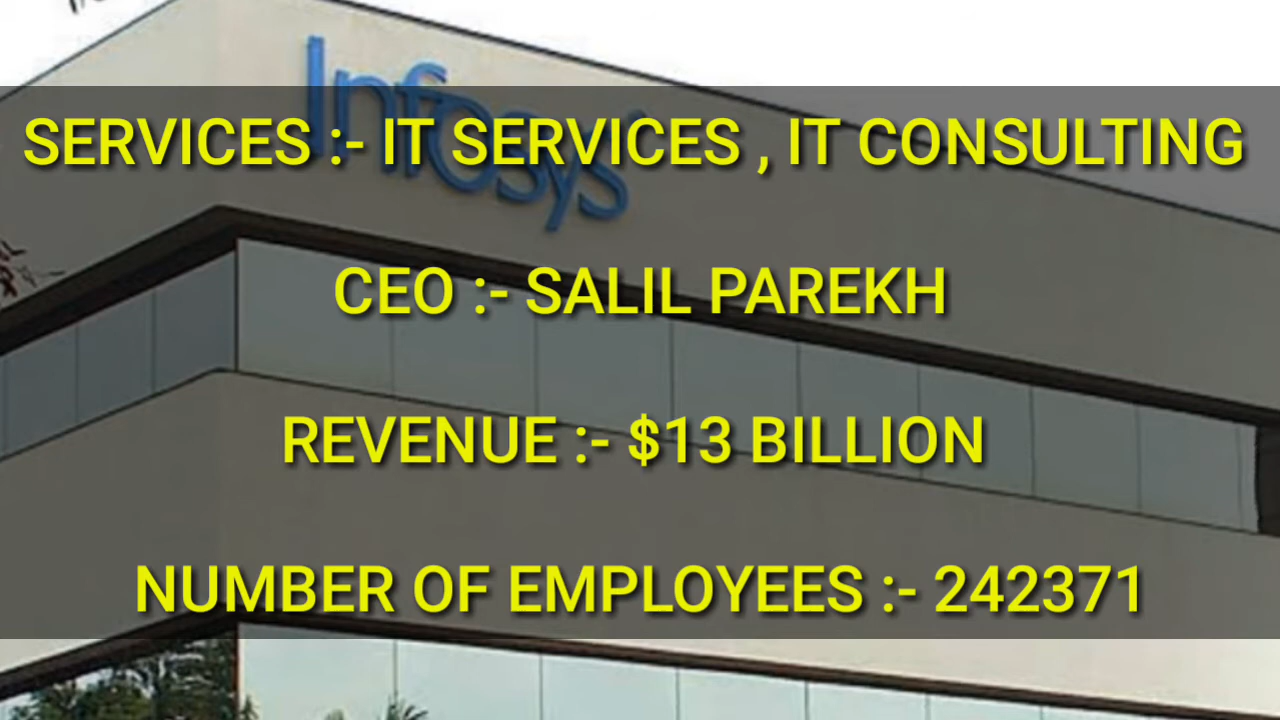 Infosys
SERVICES :- IT SERVICES , IT CONSULTING
CEO :- SALIL PAREKH
REVENUE :- $13 BILLION
NUMBER OF EMPLOYEES :- 242371